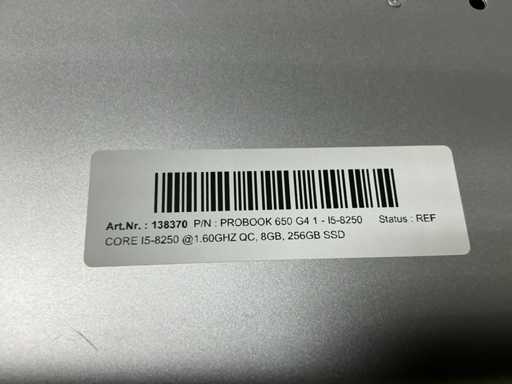 Art.Nr. : 138370 P/N : PROBOOK 650 G4 1 - I5-8250 Status : REF
CORE I5-8250 @1.60GHZ QC, 8GB, 256GB SSD